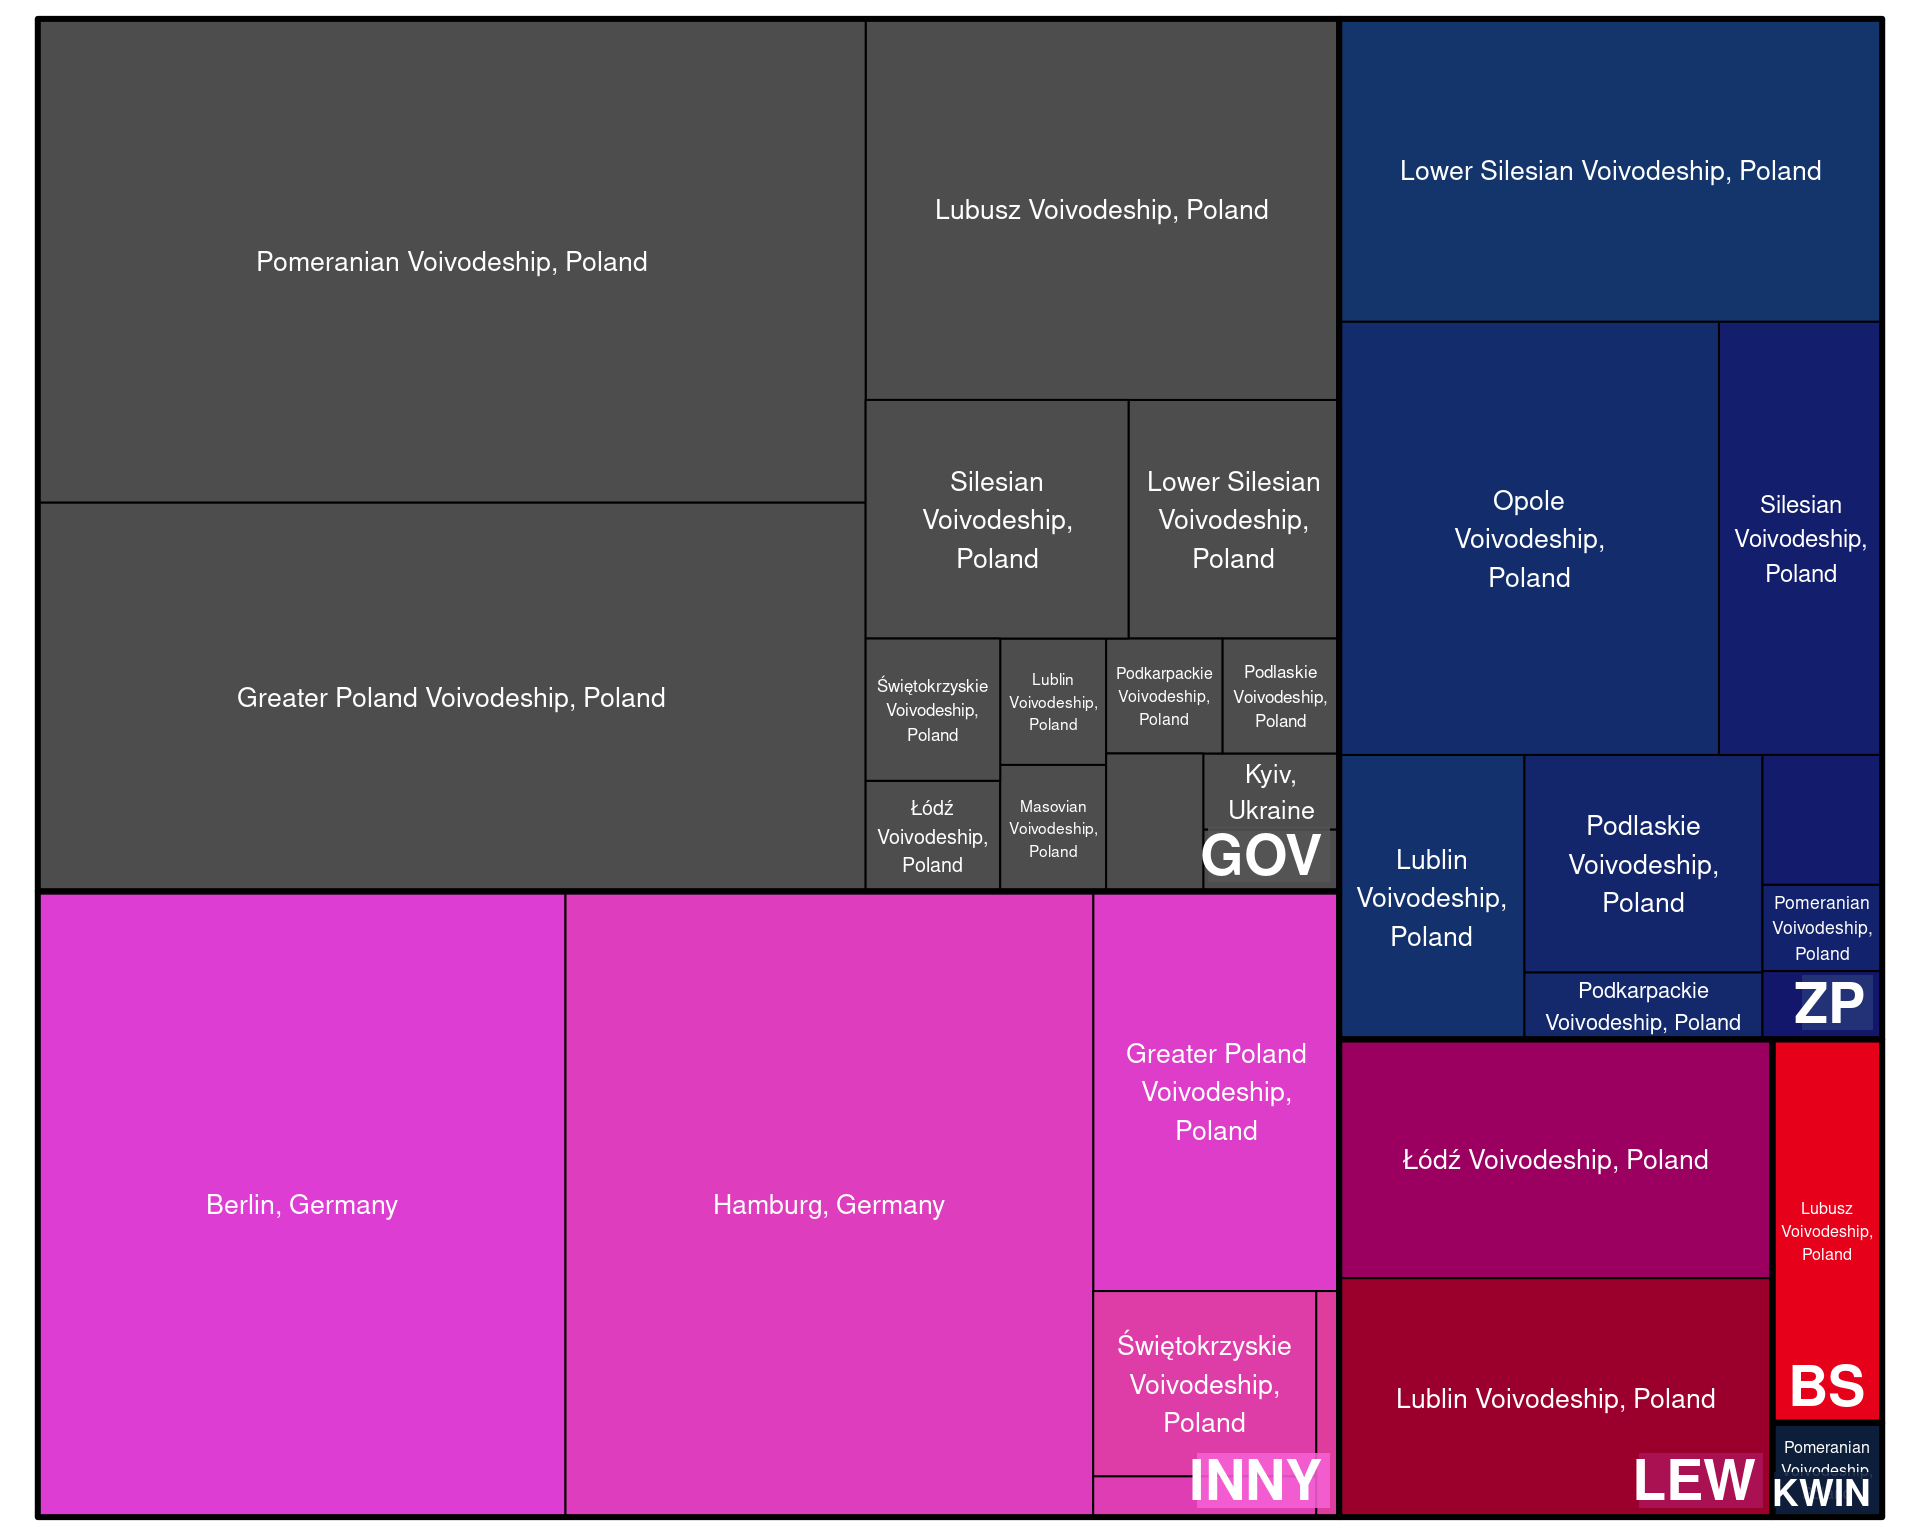 Pomeranian Voivodeship, Poland
Greater Poland Voivodeship, Poland
Lubusz Voivodeship, Poland
Silesian
Voivodeship,
Poland
Lower Silesian
Voivodeship,
Poland
Świętokrzyskie
Voivodeship,
Poland
Łódź
Voivodeship,
Poland
Lublin
Voivodeship,
Poland
Masovian
Voivodeship,
Poland
Podkarpackie
Voivodeship,
Poland
Podlaskie
Voivodeship,
Poland
Kyiv,
Ukraine
GOV
Berlin, Germany
Hamburg, Germany
Greater Poland
Voivodeship,
Poland
Świętokrzyskie
Voivodeship,
Poland
INNY
Lower Silesian Voivodeship, Poland
Opole
Voivodeship,
Poland
Silesian
Voivodeship,
Poland
Lublin
Voivodeship,
Poland
Podlaskie
Voivodeship,
Poland
Podkarpackie
Voivodeship, Poland
Pomeranian
Voivodeship,
Poland
ZP
Łódź Voivodeship, Poland
Lublin Voivodeship, Poland
LEW
Lubusz
Voivodeship,
Poland
BS
Pomeranian
Voivodeship,
KWIN